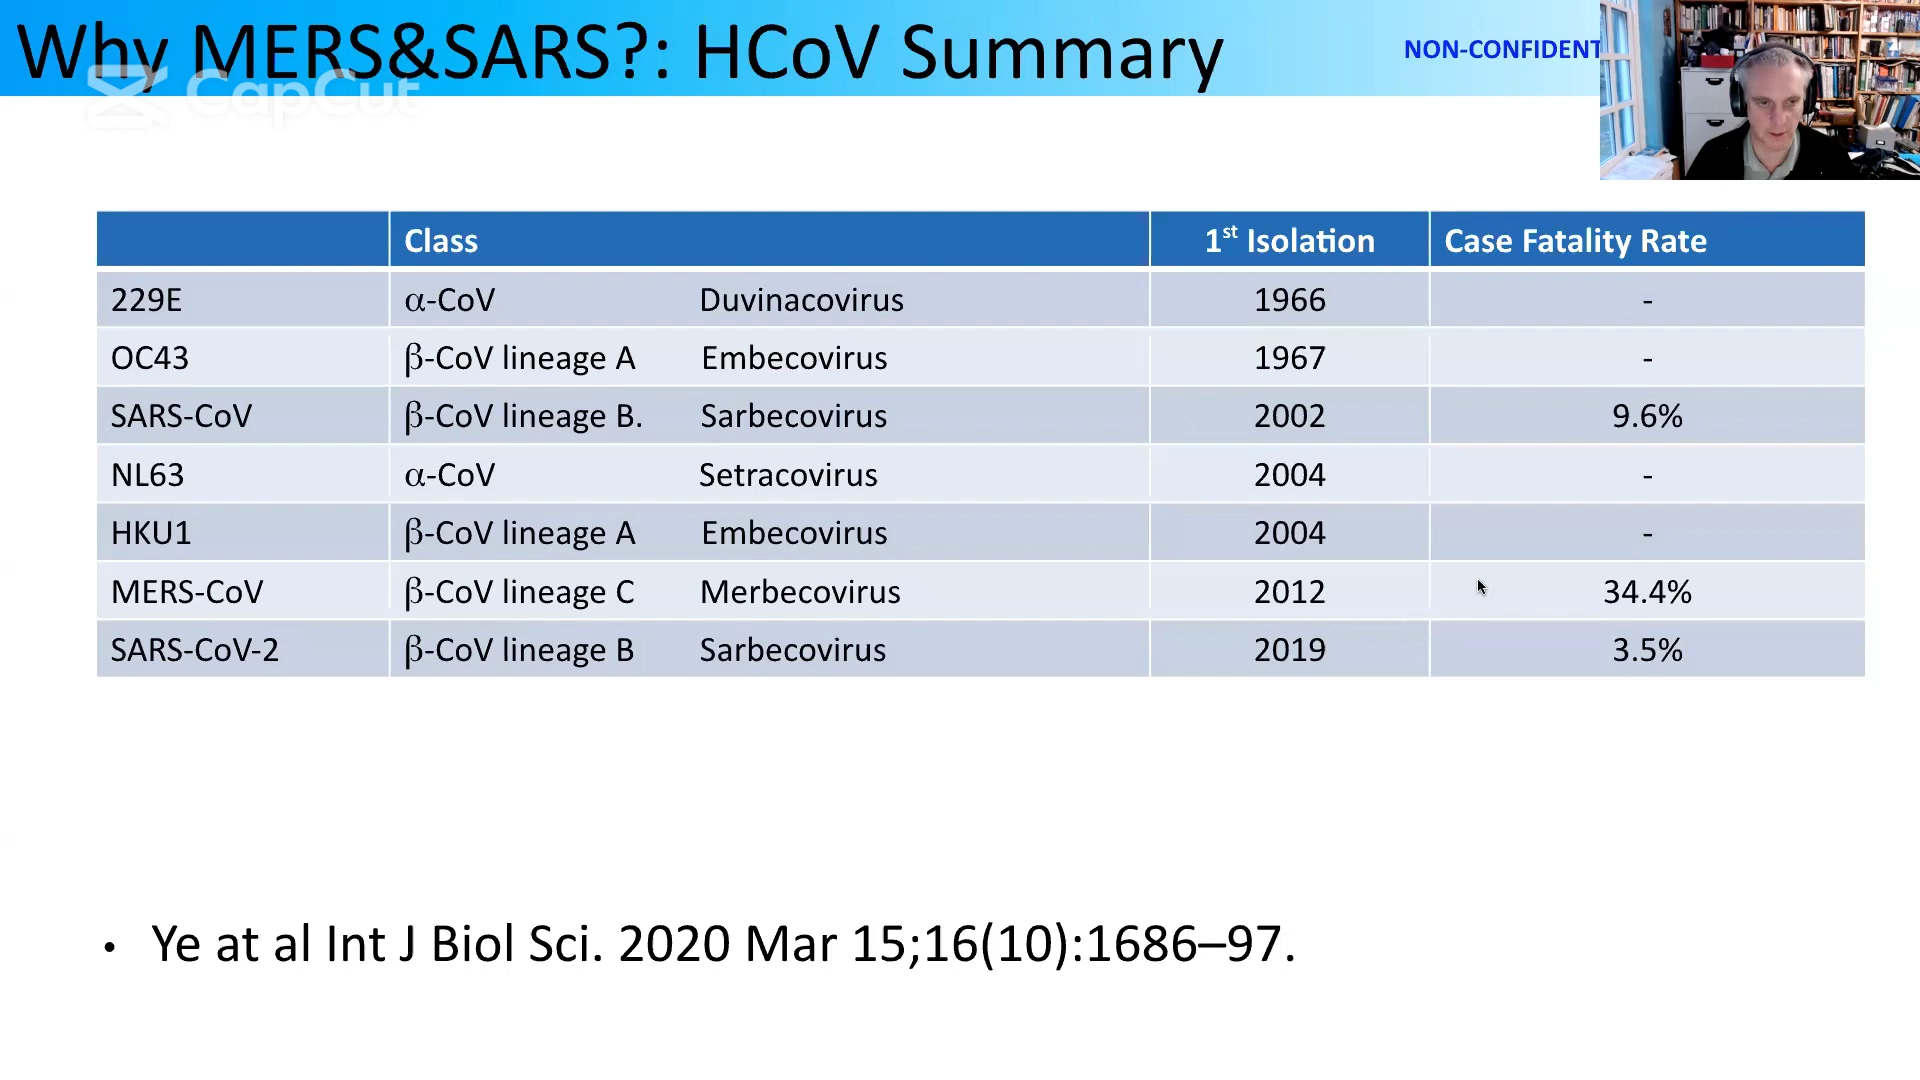 Why MERS&SARS?: HCoV Summary
NON-CONFIDENT
CapCut
Class 1st Isolation Case Fatality Rate
229E α-CoV Duvinacovirus 1966 -
OC43 β-CoV lineage A Embecovirus 1967 -
SARS-CoV β-CoV lineage B. Sarbecovirus 2002 9.6%
NL63 α-CoV Setracovirus 2004 -
HKU1 β-CoV lineage A Embecovirus 2004 -
MERS-CoV β-CoV lineage C Merbecovirus 2012 34.4%
SARS-CoV-2 β-CoV lineage B Sarbecovirus 2019 3.5%
• Ye at al Int J Biol Sci. 2020 Mar 15;16(10):1686–97.